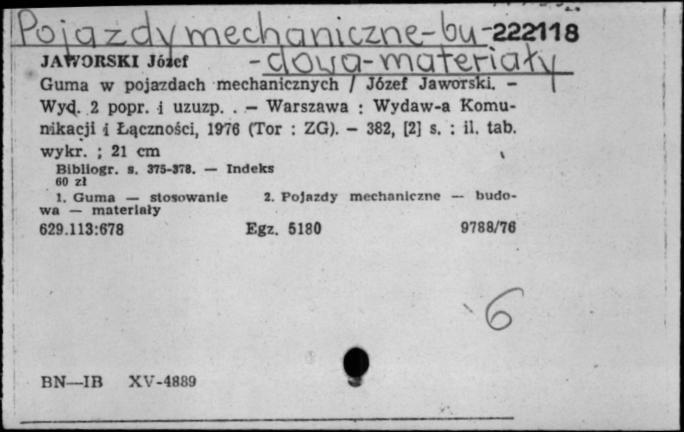 Pojazdy mechaniczne-bu-222118
JAWORSKI Józef -dowa-materiały
Guma w pojazdach mechanicznych / Józef Jaworski. –
Wyd. 2 popr. i uzuzp. . – Warszawa : Wydaw-a Komu-
nikacji i Łączności, 1976 (Tor : ZG). – 382, [2] s. : il. tab.
wykr. ; 21 cm
Bibliogr. s. 375-378. — Indeks
60 zł
1. Guma — stosowanie 2. Pojazdy mechaniczne — budo-
wa — materiały
629.113:678 Egz. 5180 9788/76
6
BN—IB XV-4889